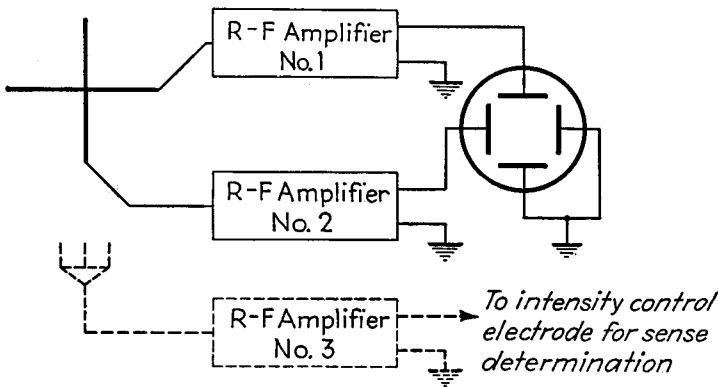 R-F Amplifier
No.1
R-F Amplifier
No. 2
R-F Amplifier
No. 3
To intensity control
electrode for sense
determination